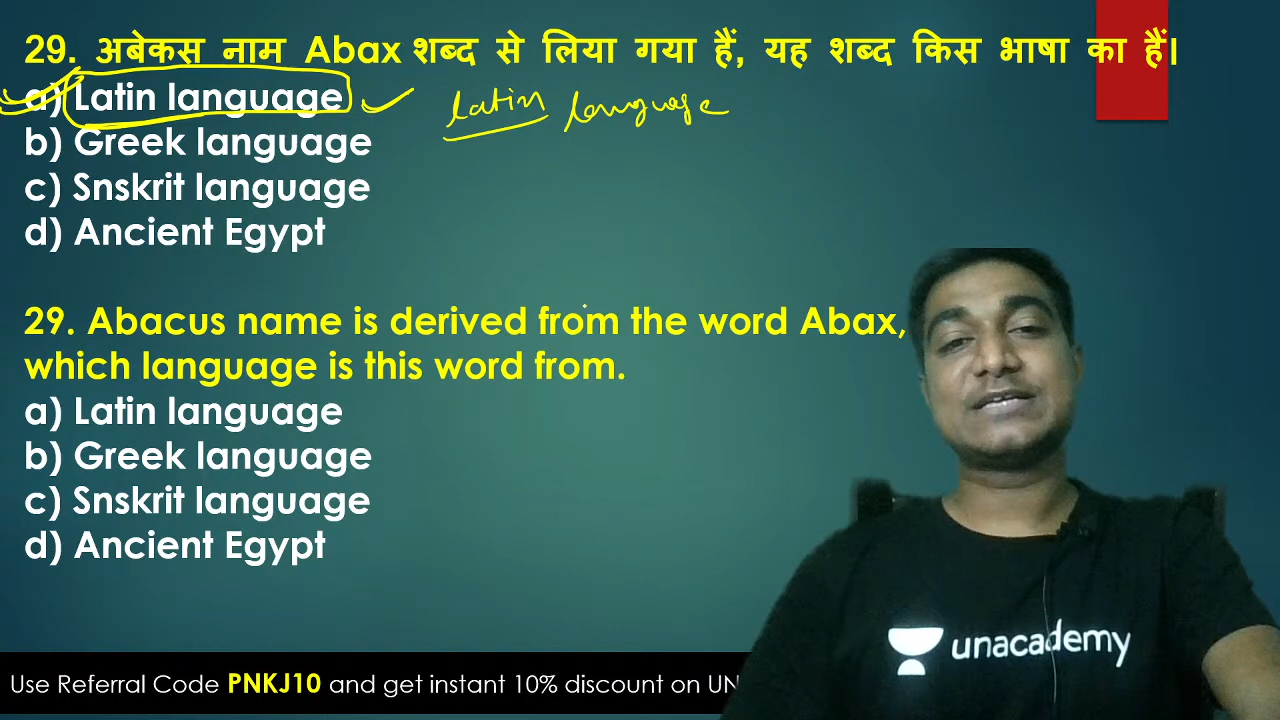 29. अबेकस नाम Abax शब्द से लिया गया हैं, यह शब्द किस भाषा का हैं।
a) Latin language
Latin language
b) Greek language
c) Snskrit language
d) Ancient Egypt
29. Abacus name is derived from the word Abax,
which language is this word from.
a) Latin language
b) Greek language
c) Snskrit language
d) Ancient Egypt
unacademy
Use Referral Code PNKJ10 and get instant 10% discount on UN